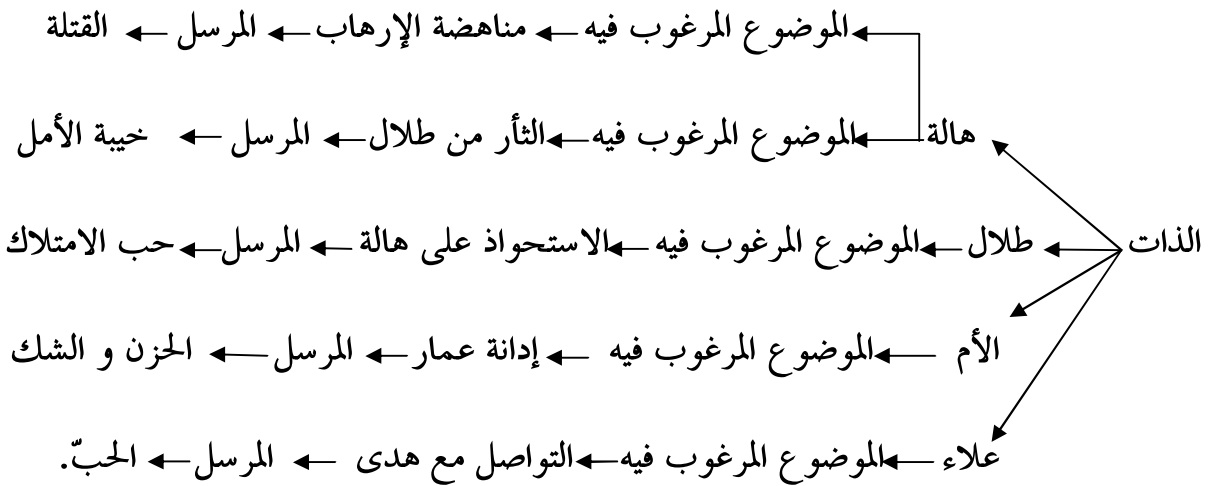 الموضوع المرغوب فيه مناهضة الإرهاب المرسل القتلة
هالة الموضوع المرغوب فيه الثأر من طلال المرسل خيبة الأمل
الذات طلال الموضوع المرغوب فيه الاستحواذ على هالة المرسل حب الامتلاك
الأم الموضوع المرغوب فيه إدانة عمار المرسل الحزن و الشك
علاء الموضوع المرغوب فيه التواصل مع هدى المرسل الحبّ.